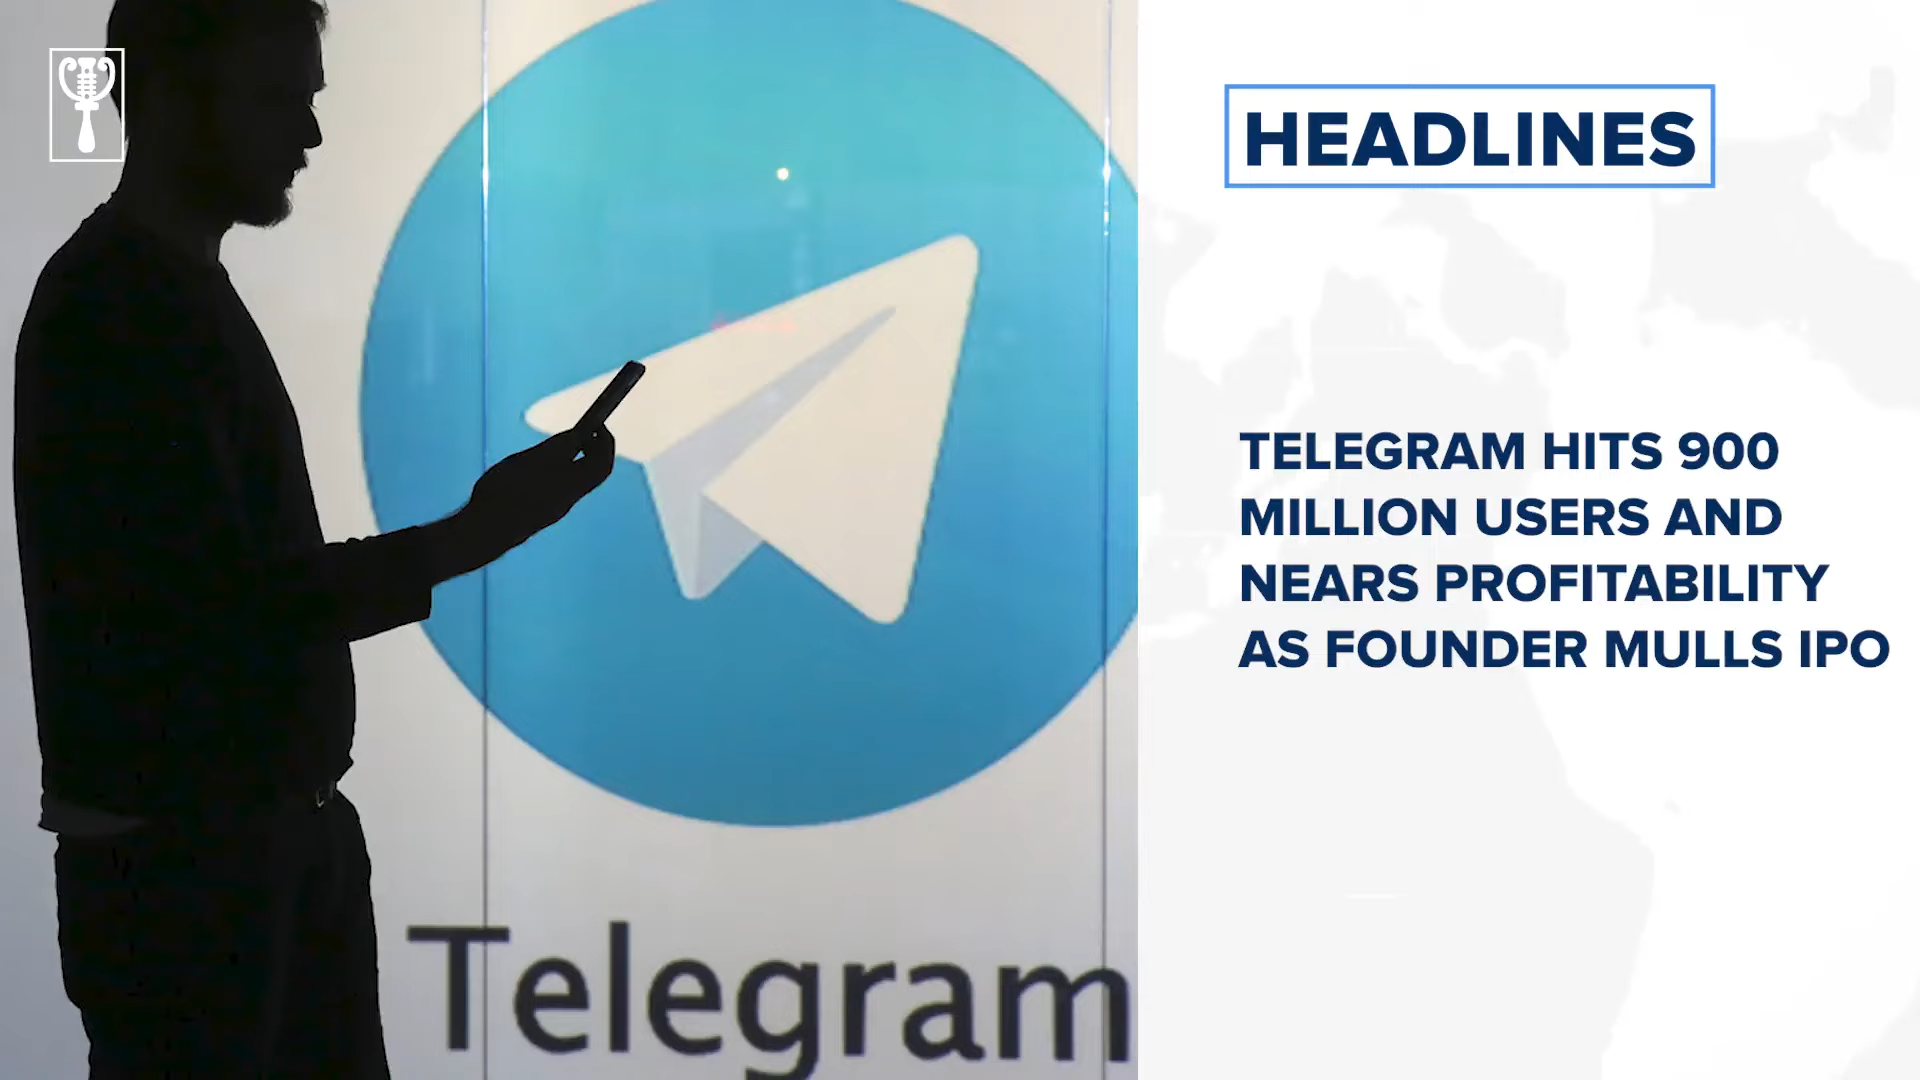 HEADLINES
TELEGRAM HITS 900
MILLION USERS AND
NEARS PROFITABILITY
AS FOUNDER MULLS IPO
Telegram